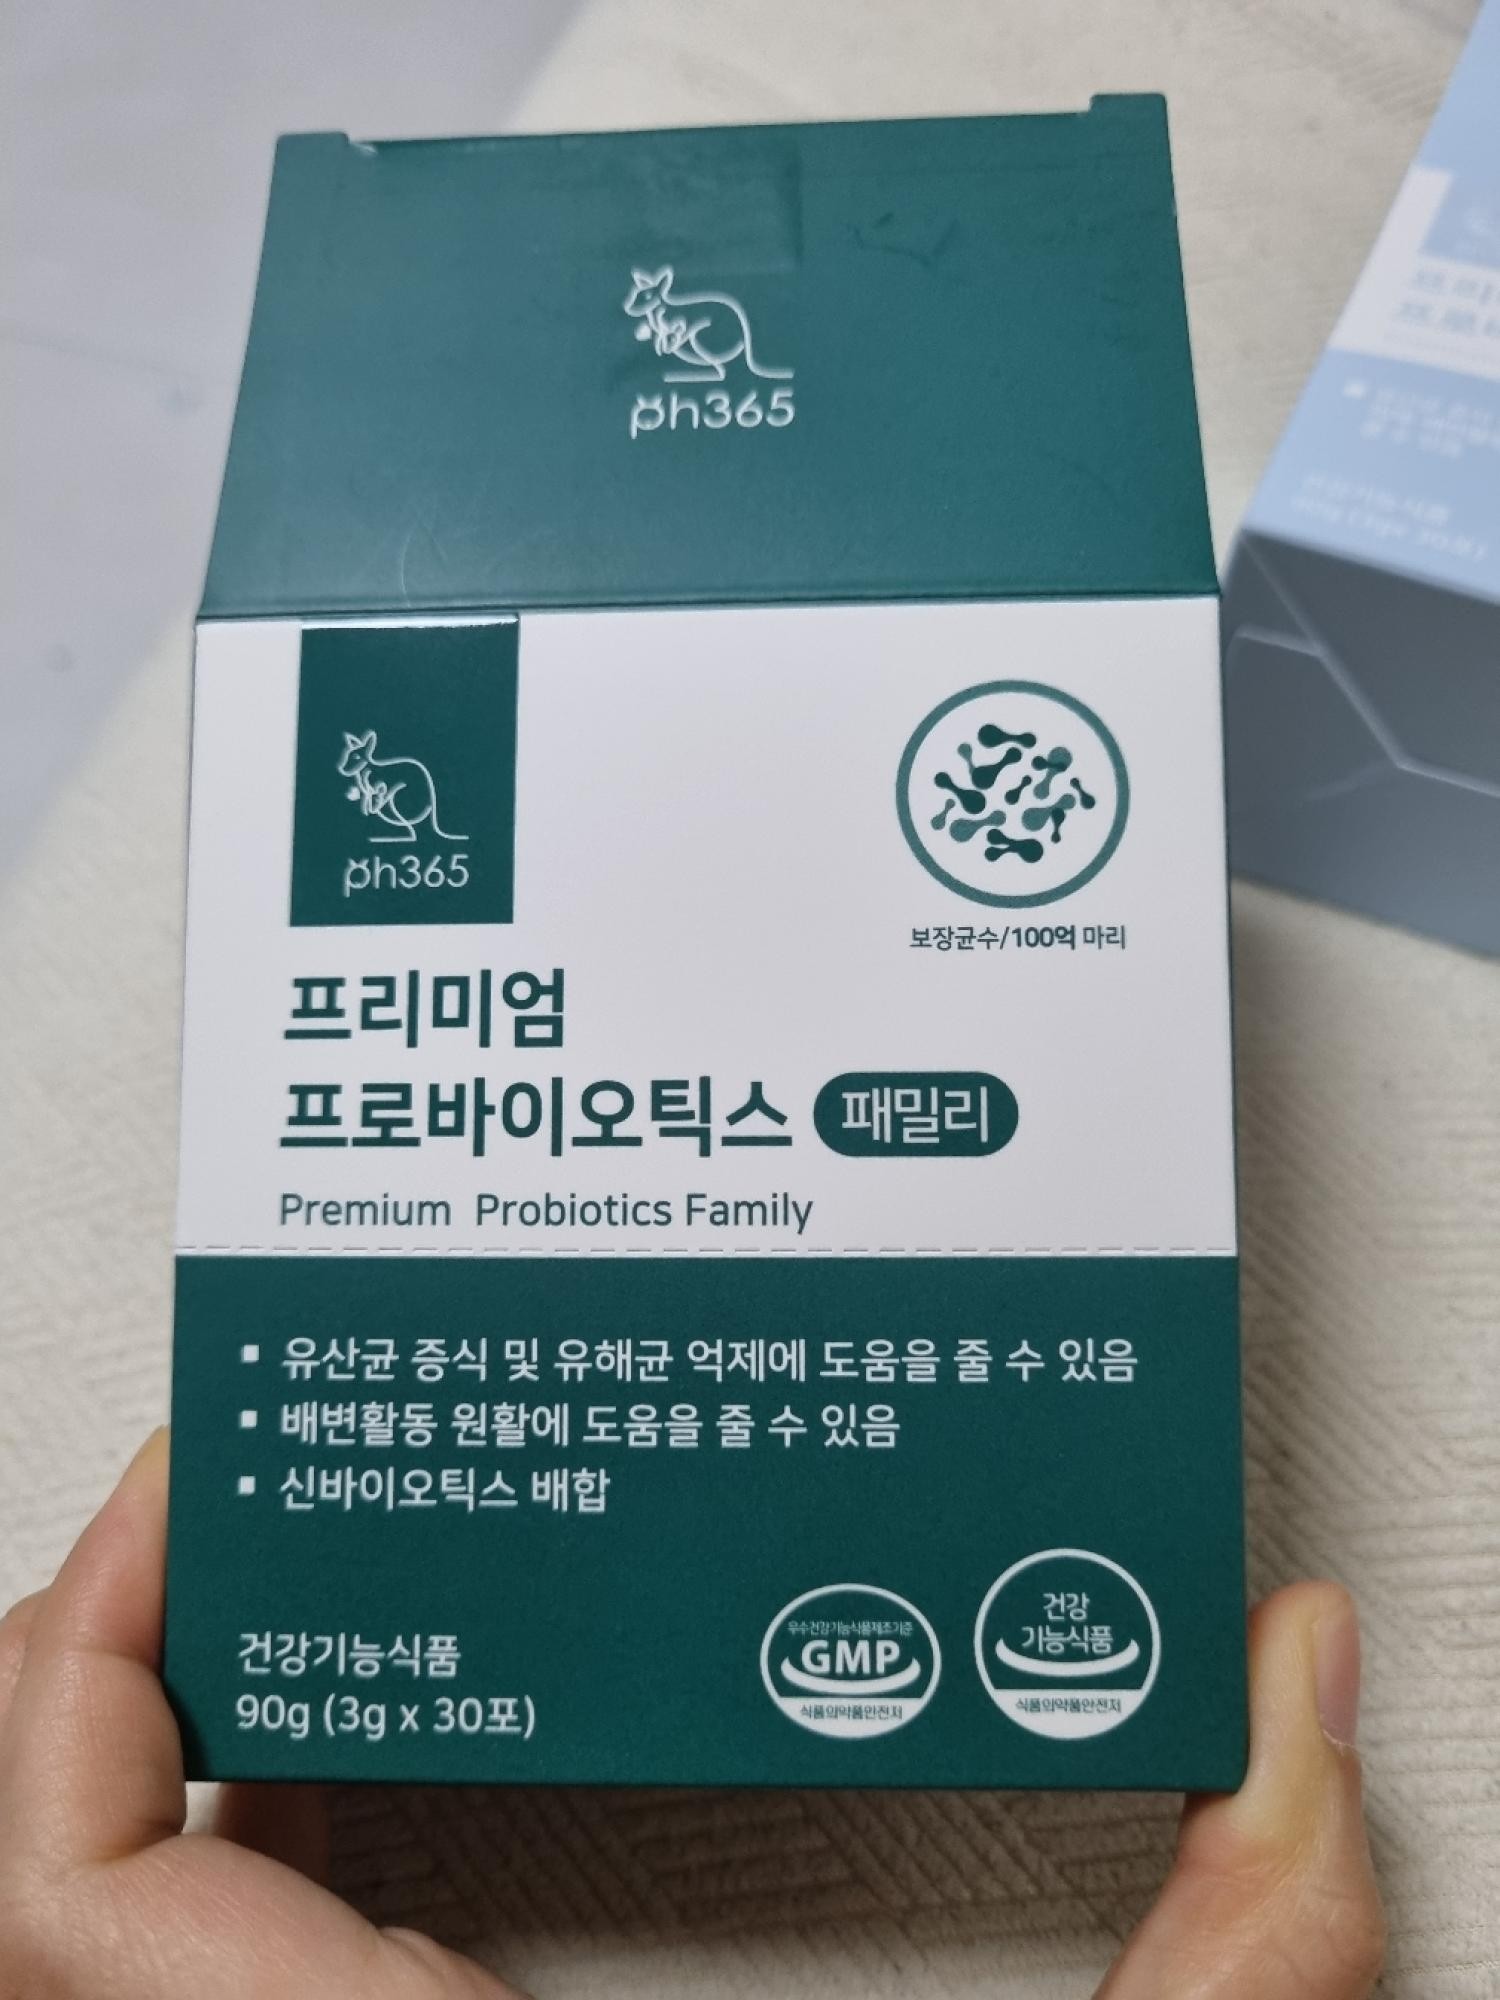 ph365
ph365
보장균수/100억 마리
프리미엄
프로바이오틱스 패밀리
Premium Probiotics Family
▪ 유산균 증식 및 유해균 억제에 도움을 줄 수 있음
▪ 배변활동 원활에 도움을 줄 수 있음
▪ 신바이오틱스 배합
건강기능식품
90g (3g x 30포)
우수건강기능식품제조기준
GMP
식품의약품안전처
건강
기능식품
식품의약품안전처
건강기능식품